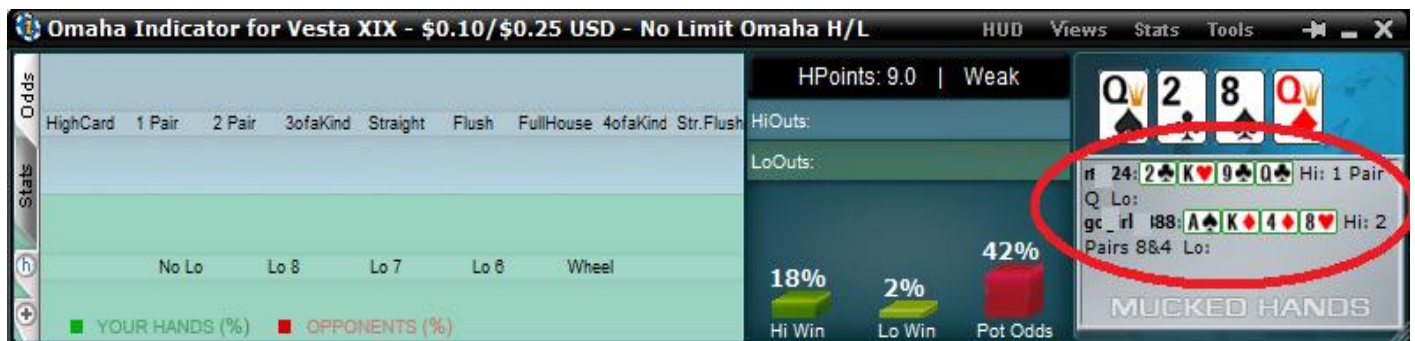 Omaha Indicator for Vesta XIX - $0.10/$0.25 USD - No Limit Omaha H/L HUD Views Stats Tools
Odds
Stats
h
HighCard 1 Pair 2 Pair 3ofaKind Straight Flush FullHouse 4ofaKind Str.Flush
No Lo Lo 8 Lo 7 Lo 6 Wheel
YOUR HANDS (%) OPPONENTS (%)
HPoints: 9.0 | Weak
HiOuts:
LoOuts:
18% 2% 42%
Hi Win Lo Win Pot Odds
Q♠ 2♣ 8♠ Q♦
24: 2♣ K♥ 9♣ Q♣ Hi: 1 Pair
Q Lo:
88: A♠ K♦ 4♦ 8♥ Hi: 2
Pairs 8&4 Lo:
MUCKED HANDS